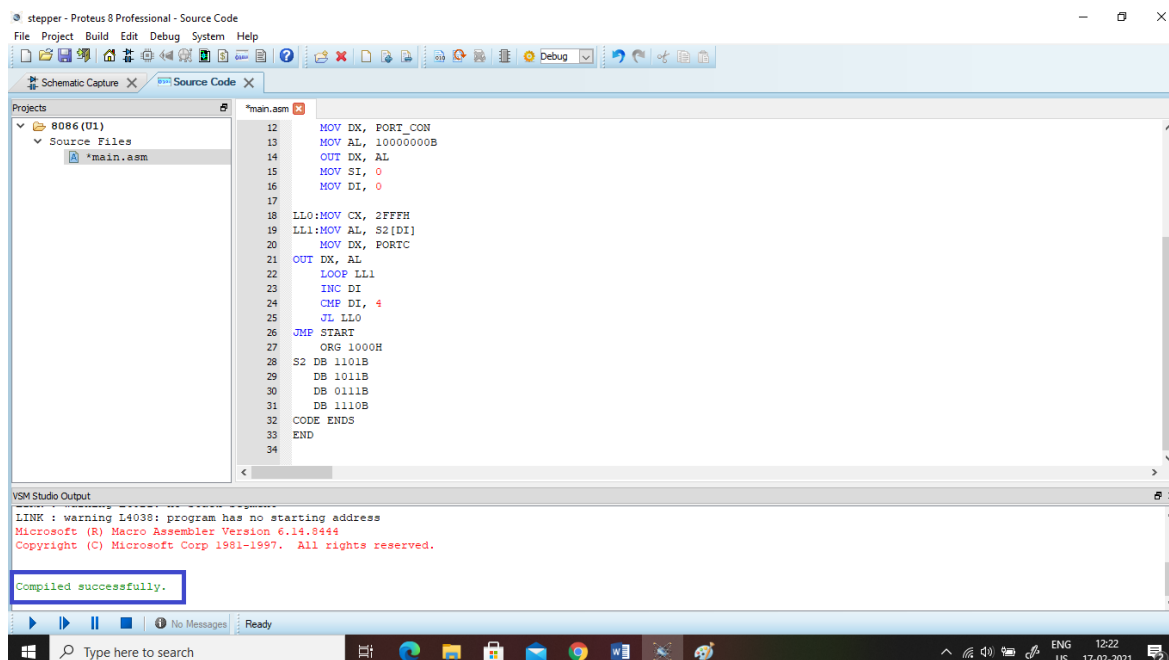 stepper - Proteus 8 Professional - Source Code
File Project Build Edit Debug System Help
Debug
Schematic Capture
Source Code
Projects
*main.asm
8086(U1)
Source Files
*main.asm
12 MOV DX, PORT_CON
13 MOV AL, 10000000B
14 OUT DX, AL
15 MOV SI, 0
16 MOV DI, 0
17
18 LL0:MOV CX, 2FFFH
19 LL1:MOV AL, S2[DI]
20 MOV DX, PORTC
21 OUT DX, AL
22 LOOP LL1
23 INC DI
24 CMP DI, 4
25 JL LL0
26 JMP START
27 ORG 1000H
28 S2 DB 1101B
29 DB 1011B
30 DB 0111B
31 DB 1110B
32 CODE ENDS
33 END
34
VSM Studio Output
LINK : warning L4038: program has no starting address
Microsoft (R) Macro Assembler Version 6.14.8444
Copyright (C) Microsoft Corp 1981-1997. All rights reserved.
Compiled successfully.
No Messages
Ready
Type here to search
ENG
US
12:22
17-02-2021